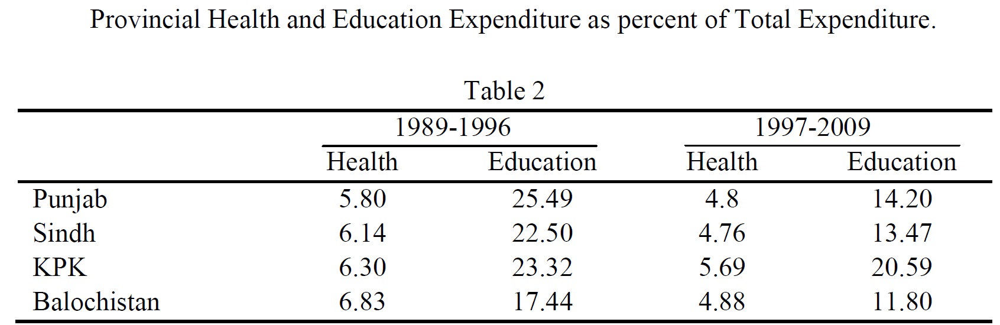 Provincial Health and Education Expenditure as percent of Total Expenditure.
Table 2
1989-1996 1997-2009
Health Education Health Education
Punjab 5.80 25.49 4.8 14.20
Sindh 6.14 22.50 4.76 13.47
KPK 6.30 23.32 5.69 20.59
Balochistan 6.83 17.44 4.88 11.80